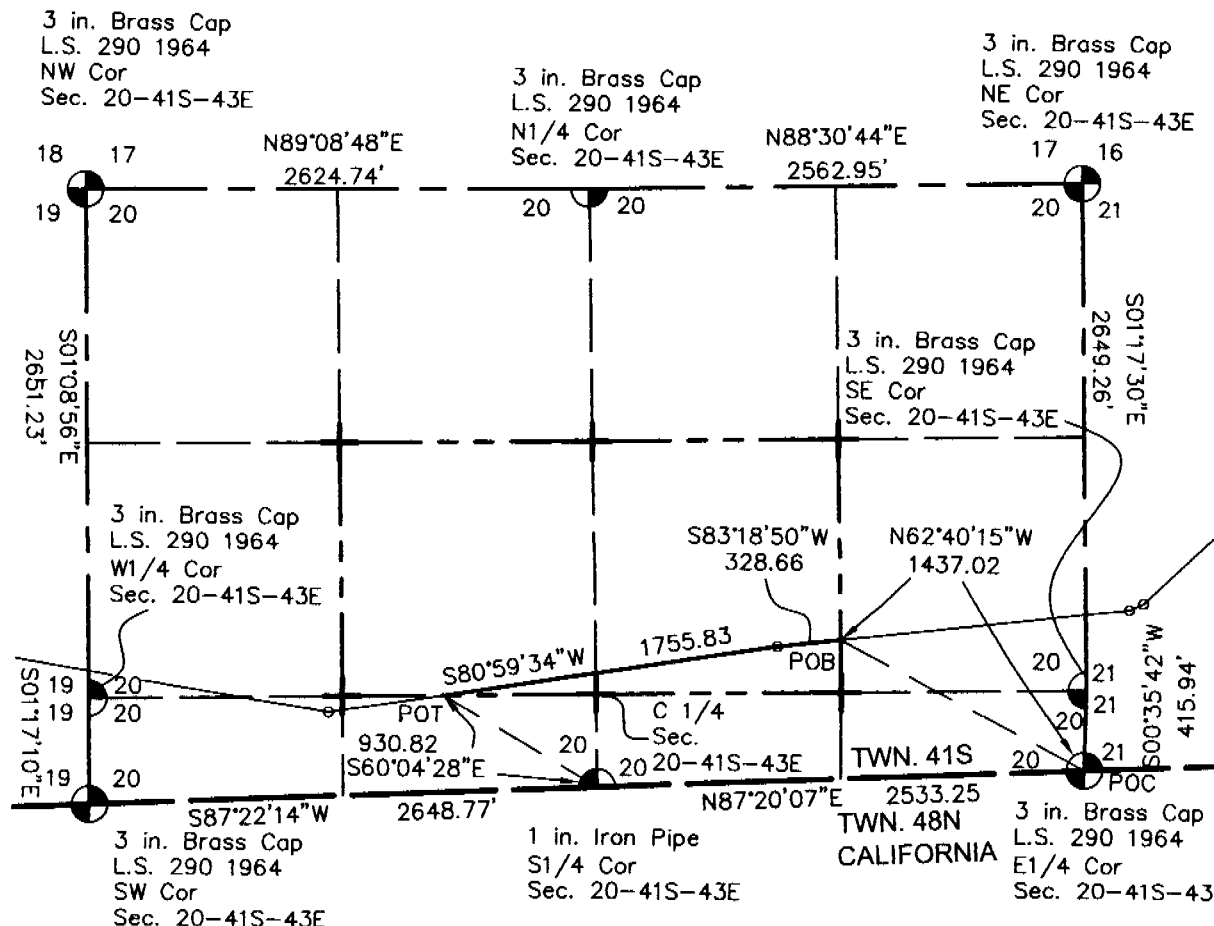 3 in. Brass Cap
L.S. 290 1964
NW Cor
Sec. 20-41S-43E
3 in. Brass Cap
L.S. 290 1964
N1/4 Cor
Sec. 20-41S-43E
3 in. Brass Cap
L.S. 290 1964
NE Cor
Sec. 20-41S-43E
18 17
19 20
N89°08'48"E
2624.74'
20 20
N88°30'44"E
2562.95'
17 16
20 21
S01°08'56"E
2651.23'
S01°17'30"E
2649.26'
3 in. Brass Cap
L.S. 290 1964
SE Cor
Sec. 20-41S-43E
3 in. Brass Cap
L.S. 290 1964
W1/4 Cor
Sec. 20-41S-43E
S83°18'50"W
328.66
N62°40'15"W
1437.02
S80°59'34"W
1755.83
POB
19 20
19 20
S01°17'10"E
19 20
POT
930.82
S60°04'28"E
C 1/4
Sec.
20-41S-43E
20 20
20 21
20 21
20 21
S00°35'42"W
415.94'
POC
TWN. 41S
S87°22'14"W
2648.77'
N87°20'07"E
2533.25
TWN. 48N
CALIFORNIA
3 in. Brass Cap
L.S. 290 1964
SW Cor
Sec. 20-41S-43E
1 in. Iron Pipe
S1/4 Cor
Sec. 20-41S-43E
3 in. Brass Cap
L.S. 290 1964
E1/4 Cor
Sec. 20-41S-43